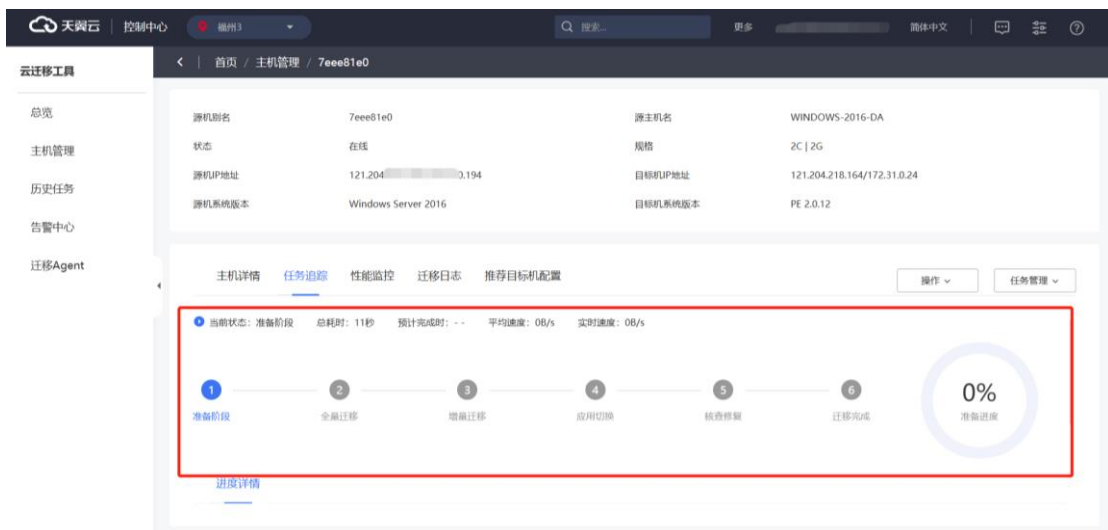 天翼云 控制中心 福州3 搜索... 更多 简体中文
云迁移工具
首页 / 主机管理 / 7eee81e0
总览
主机管理
历史任务
告警中心
迁移Agent
源机别名 7eee81e0 源主机名 WINDOWS-2016-DA
状态 在线 规格 2C | 2G
源机IP地址 121.204 0.194 目标机IP地址 121.204.218.164/172.31.0.24
源机系统版本 Windows Server 2016 目标机系统版本 PE 2.0.12
主机详情 任务追踪 性能监控 迁移日志 推荐目标机配置 操作 任务管理
当前状态：准备阶段 总耗时：11秒 预计完成时：- - 平均速度：0B/s 实时速度：0B/s
1 2 3 4 5 6
准备阶段 全量迁移 增量迁移 应用切换 核查修复 迁移完成
0%
准备进度
进度详情